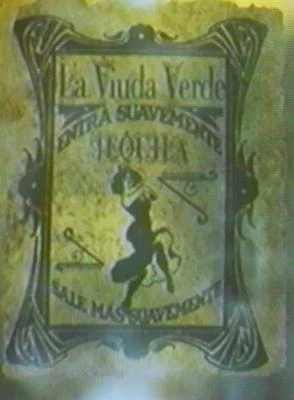 La Viuda Verde
ENTRA SUAVEMENTE
TEQUILA
SALE MAS SUAVEMENTE